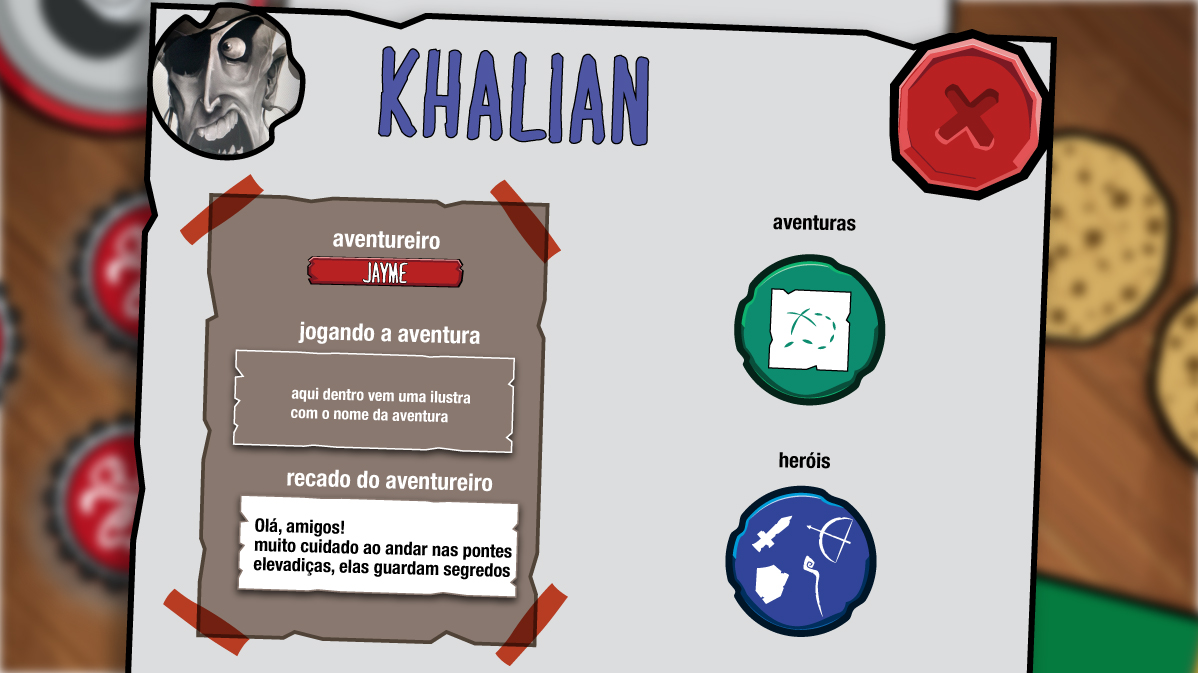 KHALIAN
aventureiro
JAYME
jogando a aventura
aqui dentro vem uma ilustra
com o nome da aventura
recado do aventureiro
Olá, amigos!
muito cuidado ao andar nas pontes
elevadiças, elas guardam segredos
aventuras
heróis